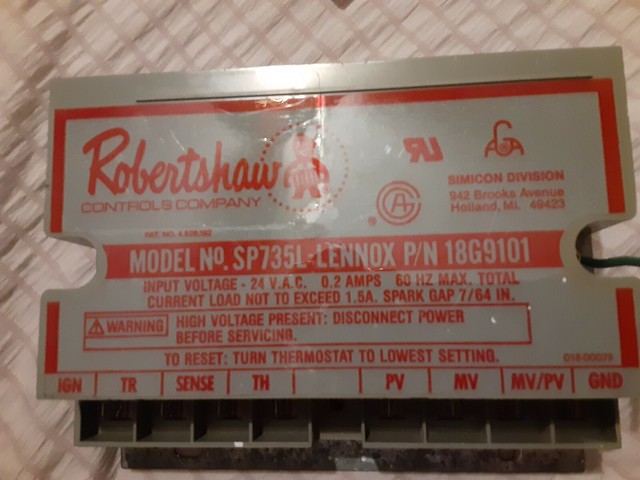 Robertshaw
CONTROLS COMPANY
SIMICON DIVISION
942 Brooks Avenue
Holland, MI. 49423
PAT. NO.
MODEL NO. SP735L-LENNOX P/N 18G9101
INPUT VOLTAGE - 24 V.A.C. 0.2 AMPS 60 HZ MAX. TOTAL
CURRENT LOAD NOT TO EXCEED 1.5A. SPARK GAP 7/64 IN.
WARNING
HIGH VOLTAGE PRESENT: DISCONNECT POWER
BEFORE SERVICING.
TO RESET: TURN THERMOSTAT TO LOWEST SETTING.
IGN TR SENSE TH PV MV MV/PV GND